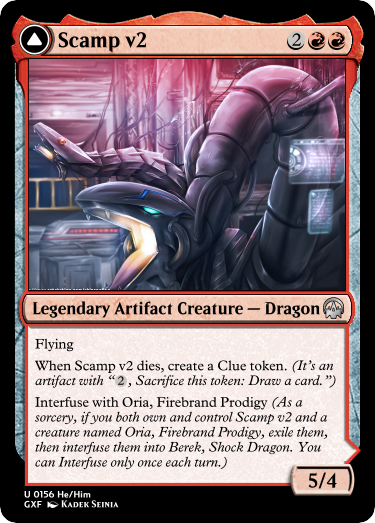 Scamp v2 2
Legendary Artifact Creature — Dragon
Flying
When Scamp v2 dies, create a Clue token. (It's an
artifact with “2, Sacrifice this token: Draw a card.”)
Interfuse with Oria, Firebrand Prodigy (As a
sorcery, if you both own and control Scamp v2 and a
creature named Oria, Firebrand Prodigy, exile them,
then interfuse them into Berek, Shock Dragon. You
can Interfuse only once each turn.)
5/4
U 0156 He/Him
GXF Kadek Seinia